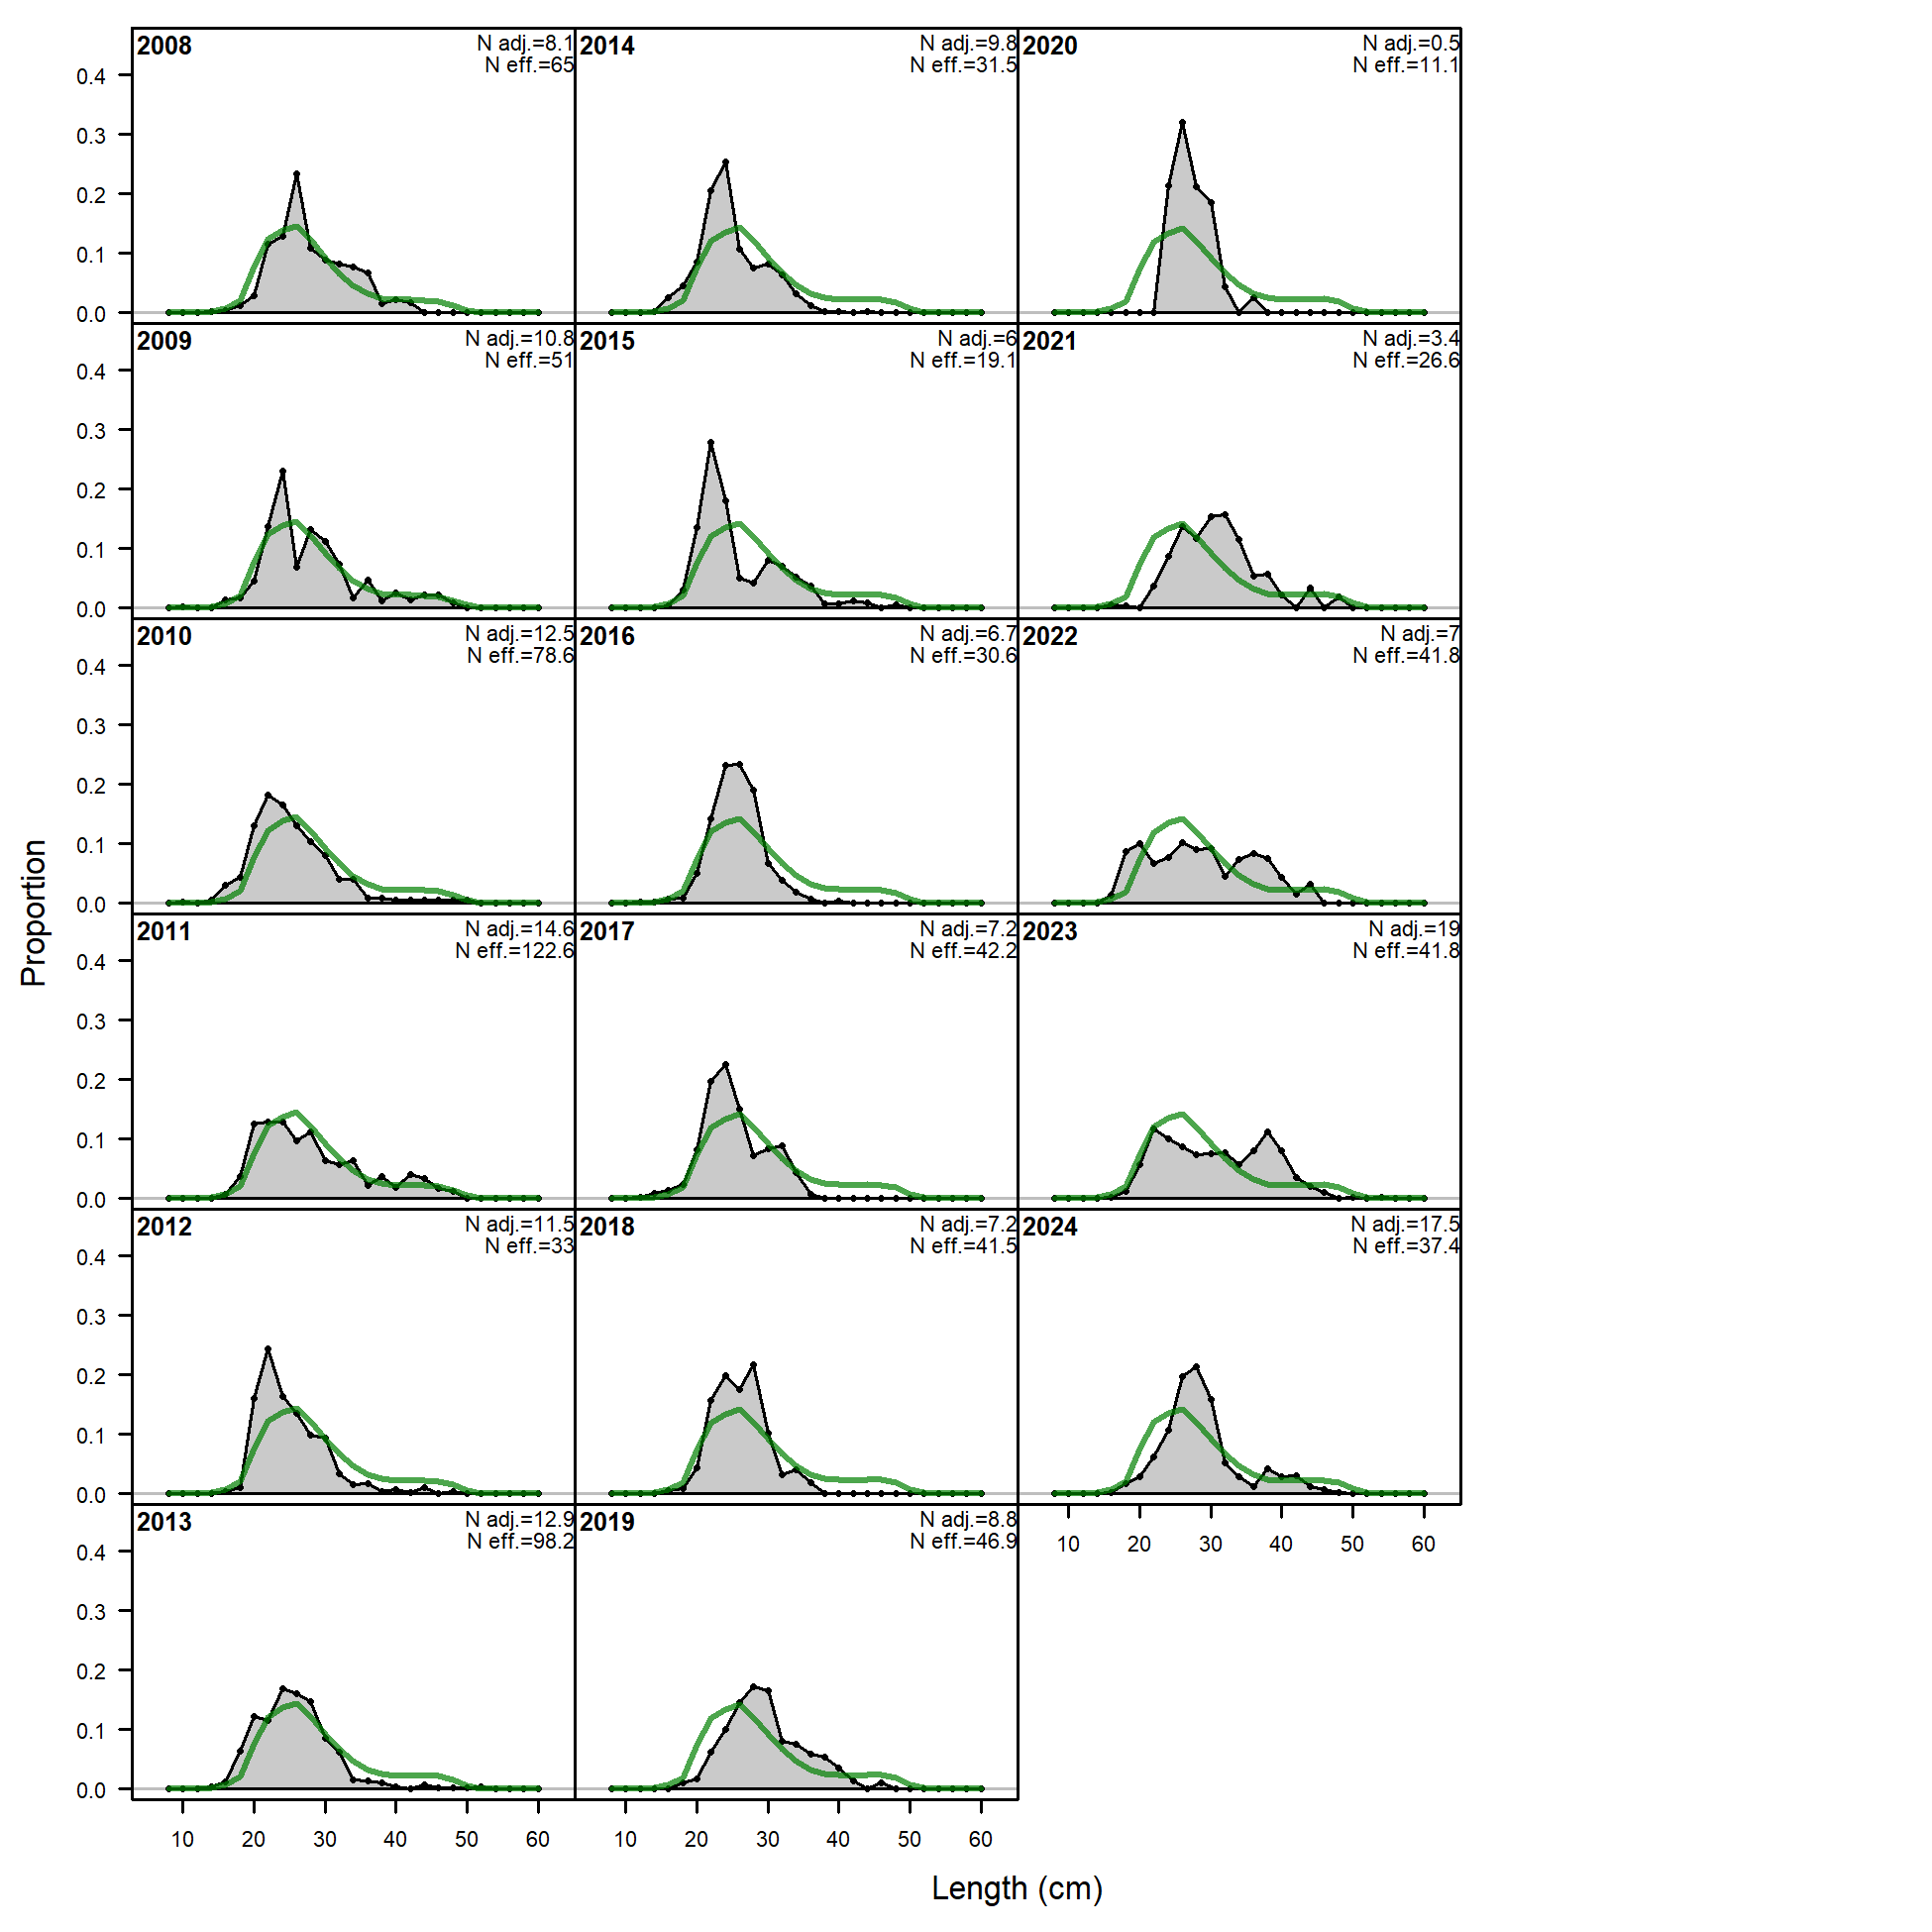 2008
N adj.=8.1
N eff.=65
2014
N adj.=9.8
N eff.=31.5
2020
N adj.=0.5
N eff.=11.1
0.4
0.3
0.2
0.1
0.0
2009
N adj.=10.8
N eff.=51
2015
N adj.=6
N eff.=19.1
2021
N adj.=3.4
N eff.=26.6
0.4
0.3
0.2
0.1
0.0
2010
N adj.=12.5
N eff.=78.6
2016
N adj.=6.7
N eff.=30.6
2022
N adj.=7
N eff.=41.8
0.4
0.3
0.2
0.1
0.0
Proportion
2011
N adj.=14.6
N eff.=122.6
2017
N adj.=7.2
N eff.=42.2
2023
N adj.=19
N eff.=41.8
0.4
0.3
0.2
0.1
0.0
2012
N adj.=11.5
N eff.=33
2018
N adj.=7.2
N eff.=41.5
2024
N adj.=17.5
N eff.=37.4
0.4
0.3
0.2
0.1
0.0
10 20 30 40 50 60
2013
N adj.=12.9
N eff.=98.2
2019
N adj.=8.8
N eff.=46.9
0.4
0.3
0.2
0.1
0.0
10 20 30 40 50 60
10 20 30 40 50 60
Length (cm)